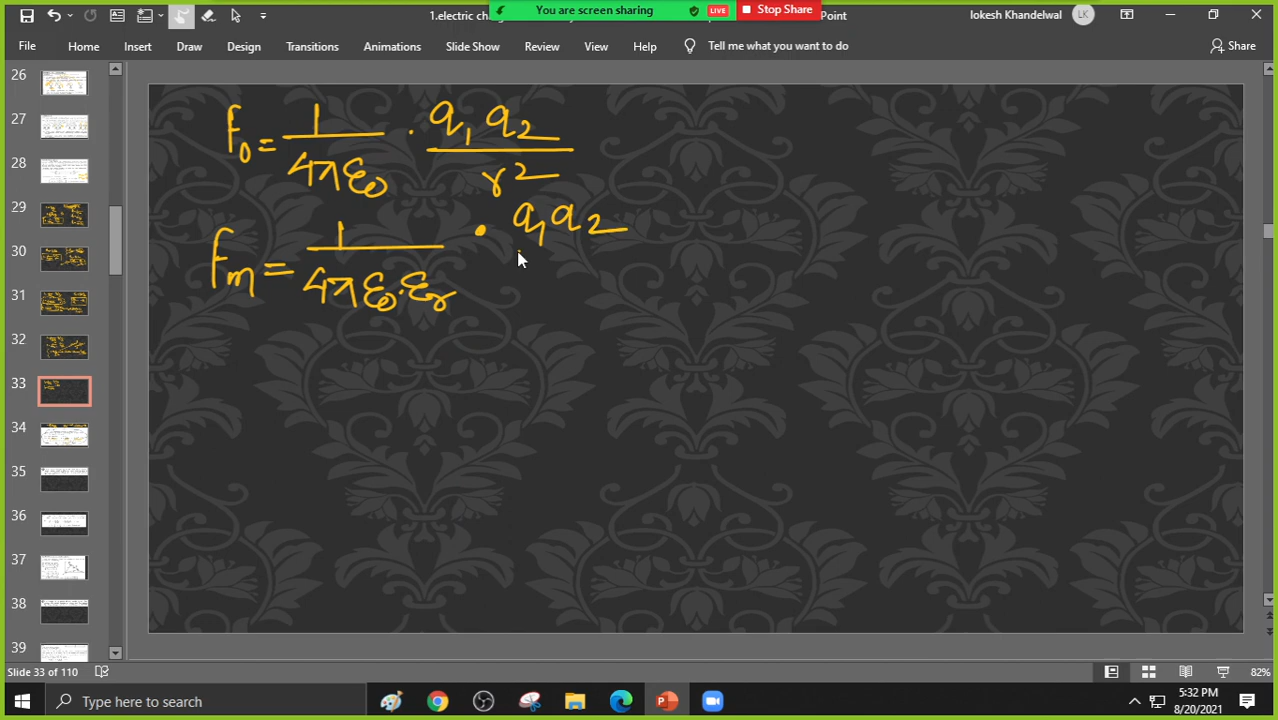 1.electric cha
You are screen sharing
LIVE
Stop Share
Point
lokesh Khandelwal
LK
File Home Insert Draw Design Transitions Animations Slide Show Review View Help Tell me what you want to do Share
26
27
28
29
30
31
32
33
34
35
36
37
38
39
F₀ = 1/4πε₀ · q₁q₂/r²
Fm = 1/4πε₀·εr · q₁q₂
Slide 33 of 110
82%
Type here to search
5:32 PM
8/20/2021